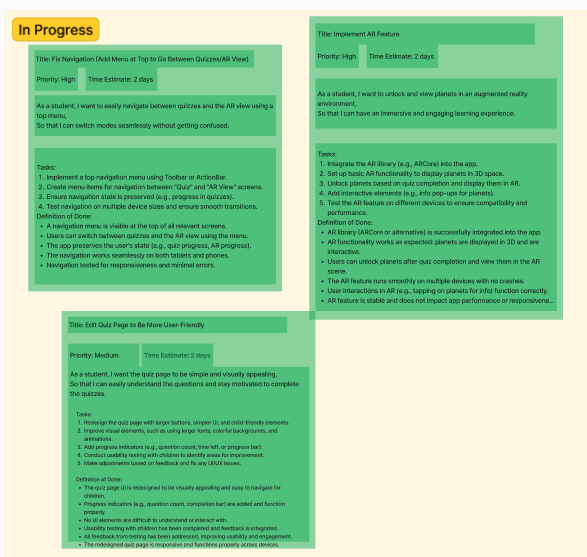 In Progress
Title: Fix Navigation (Add Menu at Top to Go Between Quizzes/AR View)
Priority: High
Time Estimate: 2 days
As a student, I want to easily navigate between quizzes and the AR view using a
top menu,
So that I can switch modes seamlessly without getting confused.
Tasks:
1. Implement a top navigation menu using Toolbar or ActionBar.
2. Create menu items for navigation between "Quiz" and "AR View" screens.
3. Ensure navigation state is preserved (e.g., progress in quizzes).
4. Test navigation on multiple device sizes and ensure smooth transitions.
Definition of Done:
• A navigation menu is visible at the top of all relevant screens.
• Users can switch between quizzes and the AR view using the menu.
• The app preserves the user's state (e.g., quiz progress, AR progress).
• The navigation works seamlessly on both tablets and phones.
• Navigation tested for responsiveness and minimal errors.
Title: Implement AR Feature
Priority: High
Time Estimate: 2 days
As a student, I want to unlock and view planets in an augmented reality
environment,
So that I can have an immersive and engaging learning experience.
Tasks:
1. Integrate the AR library (e.g., ARCore) into the app.
2. Set up basic AR functionality to display planets in 3D space.
3. Unlock planets based on quiz completion and display them in AR.
4. Add interactive elements (e.g., info pop-ups for planets).
5. Test the AR feature on different devices to ensure compatibility and
performance.
Definition of Done:
• AR library (ARCore or alternative) is successfully integrated into the app.
• AR functionality works as expected: planets are displayed in 3D and are
interactive.
• Users can unlock planets after quiz completion and view them in the AR
scene.
• The AR feature runs smoothly on multiple devices with no crashes.
• User interactions in AR (e.g., tapping on planets for info) function correctly.
• AR feature is stable and does not impact app performance or responsivene...
Title: Edit Quiz Page to Be More User-Friendly
Priority: Medium
Time Estimate: 2 days
As a student, I want the quiz page to be simple and visually appealing,
So that I can easily understand the questions and stay motivated to complete
the quizzes.
Tasks:
1. Redesign the quiz page with larger buttons, simpler UI, and child-friendly elements.
2. Improve visual elements, such as using larger fonts, colorful backgrounds, and
animations.
3. Add progress indicators (e.g., question count, time left, or progress bar).
4. Conduct usability testing with children to identify areas for improvement.
5. Make adjustments based on feedback and fix any UI/UX issues.
Definition of Done:
• The quiz page UI is redesigned to be visually appealing and easy to navigate for
children.
• Progress indicators (e.g., question count, completion bar) are added and function
properly.
• No UI elements are difficult to understand or interact with.
• Usability testing with children has been completed and feedback is integrated.
• All feedback from testing has been addressed, improving usability and engagement.
• The redesigned quiz page is responsive and functions properly across devices.